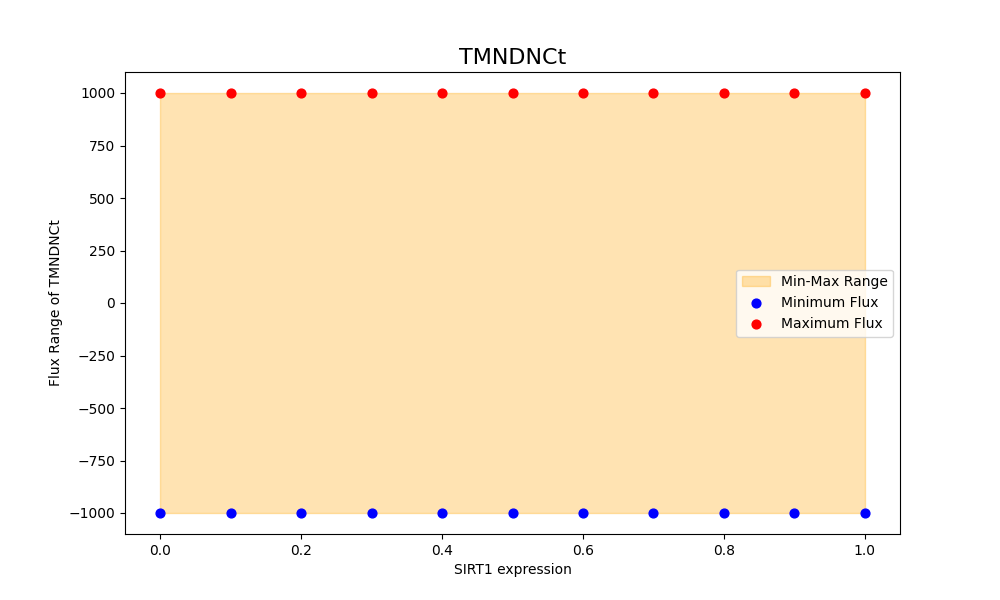 TMNDNCt
Flux Range of TMNDNCt
1000
750
500
250
0
−250
−500
−750
−1000
Min-Max Range
Minimum Flux
Maximum Flux
0.0 0.2 0.4 0.6 0.8 1.0
SIRT1 expression